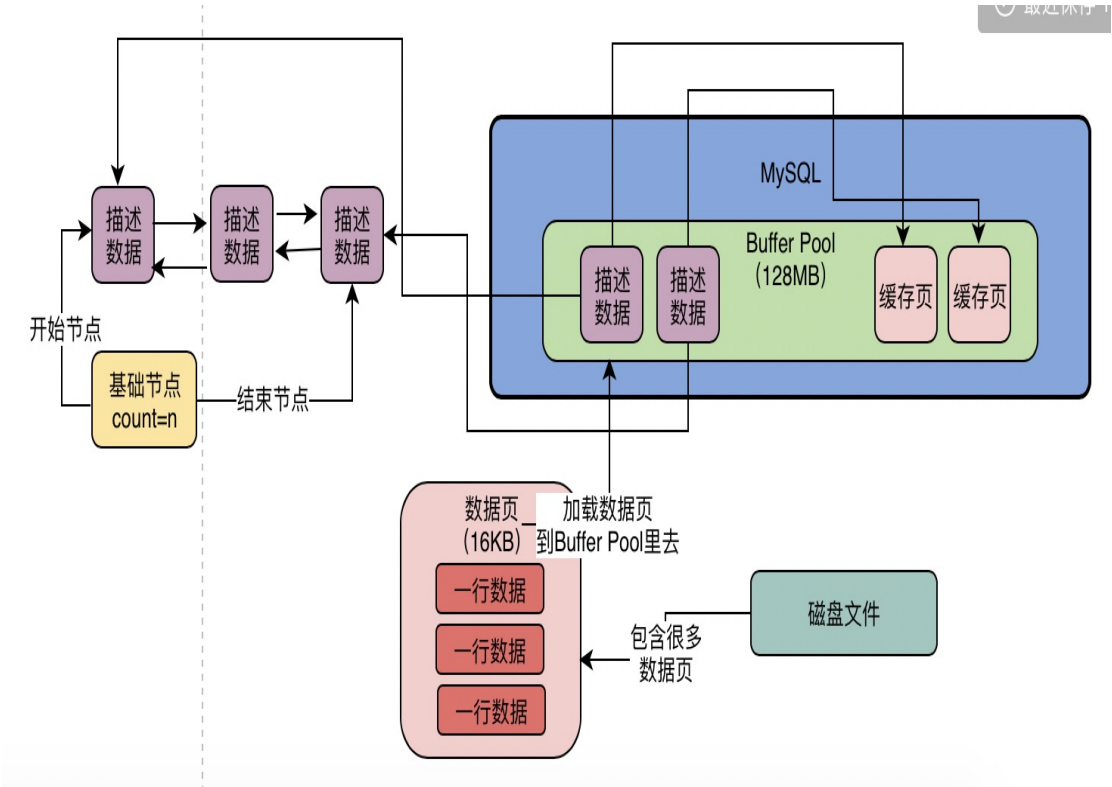 最近保存
MySQL
Buffer Pool
(128MB)
描述
数据
描述
数据
描述
数据
描述
数据
描述
数据
缓存页
缓存页
开始节点
基础节点
count=n
结束节点
数据页
(16KB)
加载数据页
到Buffer Pool里去
一行数据
一行数据
一行数据
包含很多
数据页
磁盘文件